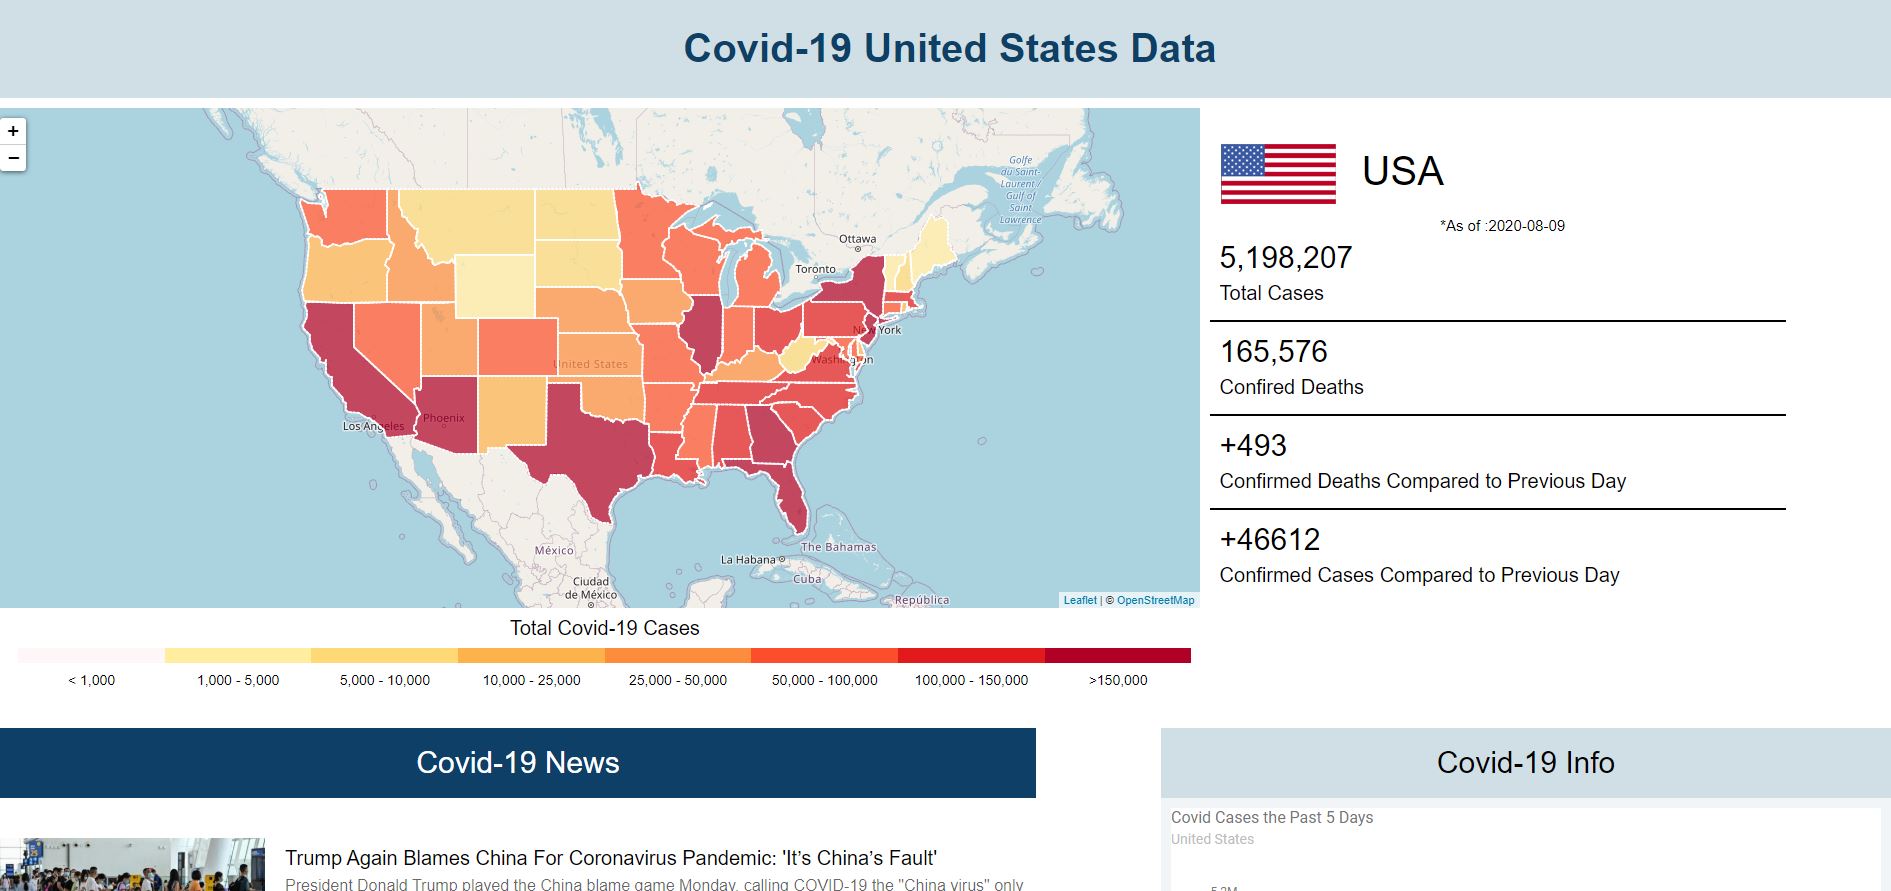 Covid-19 United States Data
+
−
Golfe
du Saint-
Laurent /
Gulf of
Saint
Lawrence
Ottawa
Toronto
New York
Washington
United States
Phoenix
Los Angeles
México
Ciudad
de México
La Habana
The Bahamas
Cuba
República
Leaflet | © OpenStreetMap
USA
*As of :2020-08-09
5,198,207
Total Cases
165,576
Confired Deaths
+493
Confirmed Deaths Compared to Previous Day
+46612
Confirmed Cases Compared to Previous Day
Total Covid-19 Cases
< 1,000
1,000 - 5,000
5,000 - 10,000
10,000 - 25,000
25,000 - 50,000
50,000 - 100,000
100,000 - 150,000
>150,000
Covid-19 News
Trump Again Blames China For Coronavirus Pandemic: 'It’s China’s Fault'
President Donald Trump played the China blame game Monday, calling COVID-19 the "China virus" only
Covid-19 Info
Covid Cases the Past 5 Days
United States
5.2M